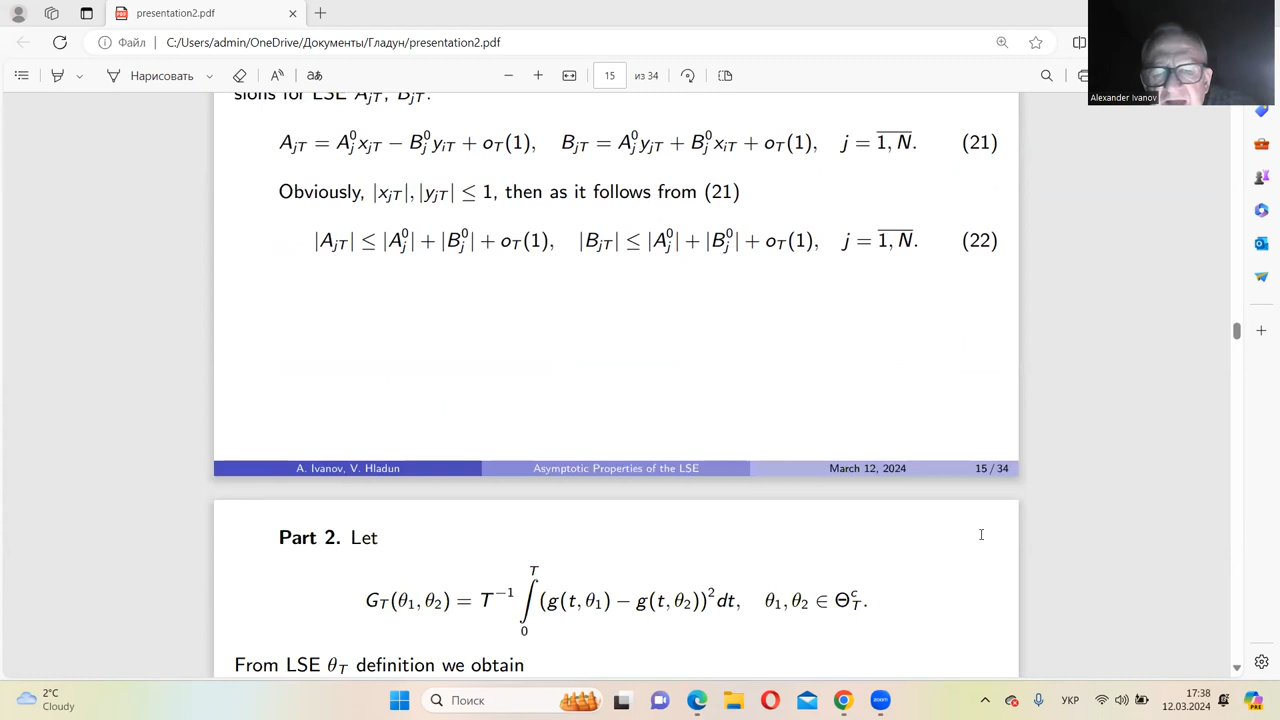 presentation2.pdf
Файл
C:/Users/admin/OneDrive/Документы/Гладун/presentation2.pdf
Рисовать
15
из 34
Alexander Ivanov
sions for LSE A_{jT}, B_{jT}.
A_{jT} = A_j^0 x_{jT} − B_j^0 y_{iT} + o_T(1), B_{jT} = A_j^0 y_{jT} + B_j^0 x_{iT} + o_T(1), j = \overline{1, N}. (21)
Obviously, |x_{jT}|, |y_{jT}| ≤ 1, then as it follows from (21)
|A_{jT}| ≤ |A_j^0| + |B_j^0| + o_T(1), |B_{jT}| ≤ |A_j^0| + |B_j^0| + o_T(1), j = \overline{1, N}. (22)
A. Ivanov, V. Hladun
Asymptotic Properties of the LSE
March 12, 2024
15 / 34
Part 2. Let
G_T(θ_1, θ_2) = T^{−1} ∫_0^T (g(t, θ_1) − g(t, θ_2))^2 dt, θ_1, θ_2 ∈ Θ_T^c.
From LSE θ_T definition we obtain
2°C
Cloudy
Поиск
УКР
17:38
12.03.2024